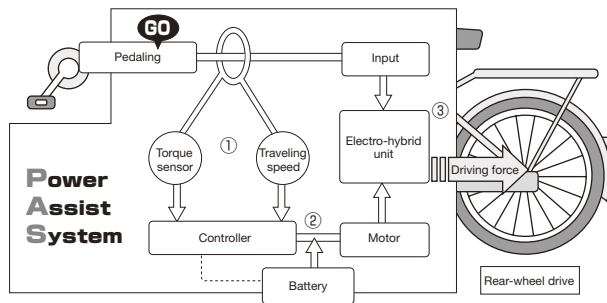 GO
Pedaling
Input
①
②
③
Torque
sensor
Traveling
speed
Electro-hybrid
unit
Driving force
Power
Assist
System
Controller
Motor
Battery
Rear-wheel drive